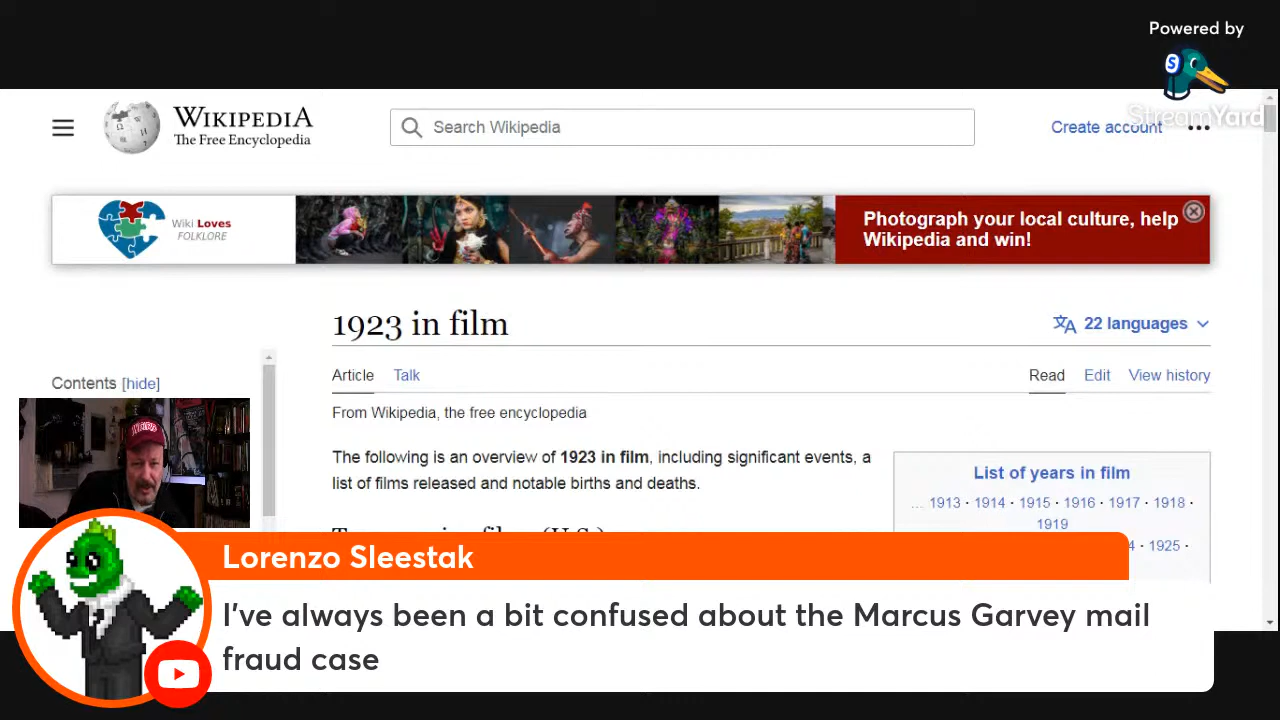 Powered by
S
StreamYard
WIKIPEDIA
The Free Encyclopedia
Search Wikipedia
Create account
Wiki Loves
FOLKLORE
Photograph your local culture, help
Wikipedia and win!
1923 in film
22 languages
Contents [hide]
Article Talk
Read Edit View history
From Wikipedia, the free encyclopedia
The following is an overview of 1923 in film, including significant events, a
list of films released and notable births and deaths.
List of years in film
... 1913 · 1914 · 1915 · 1916 · 1917 · 1918 ·
1919
1925 ·
Lorenzo Sleestak
I've always been a bit confused about the Marcus Garvey mail
fraud case